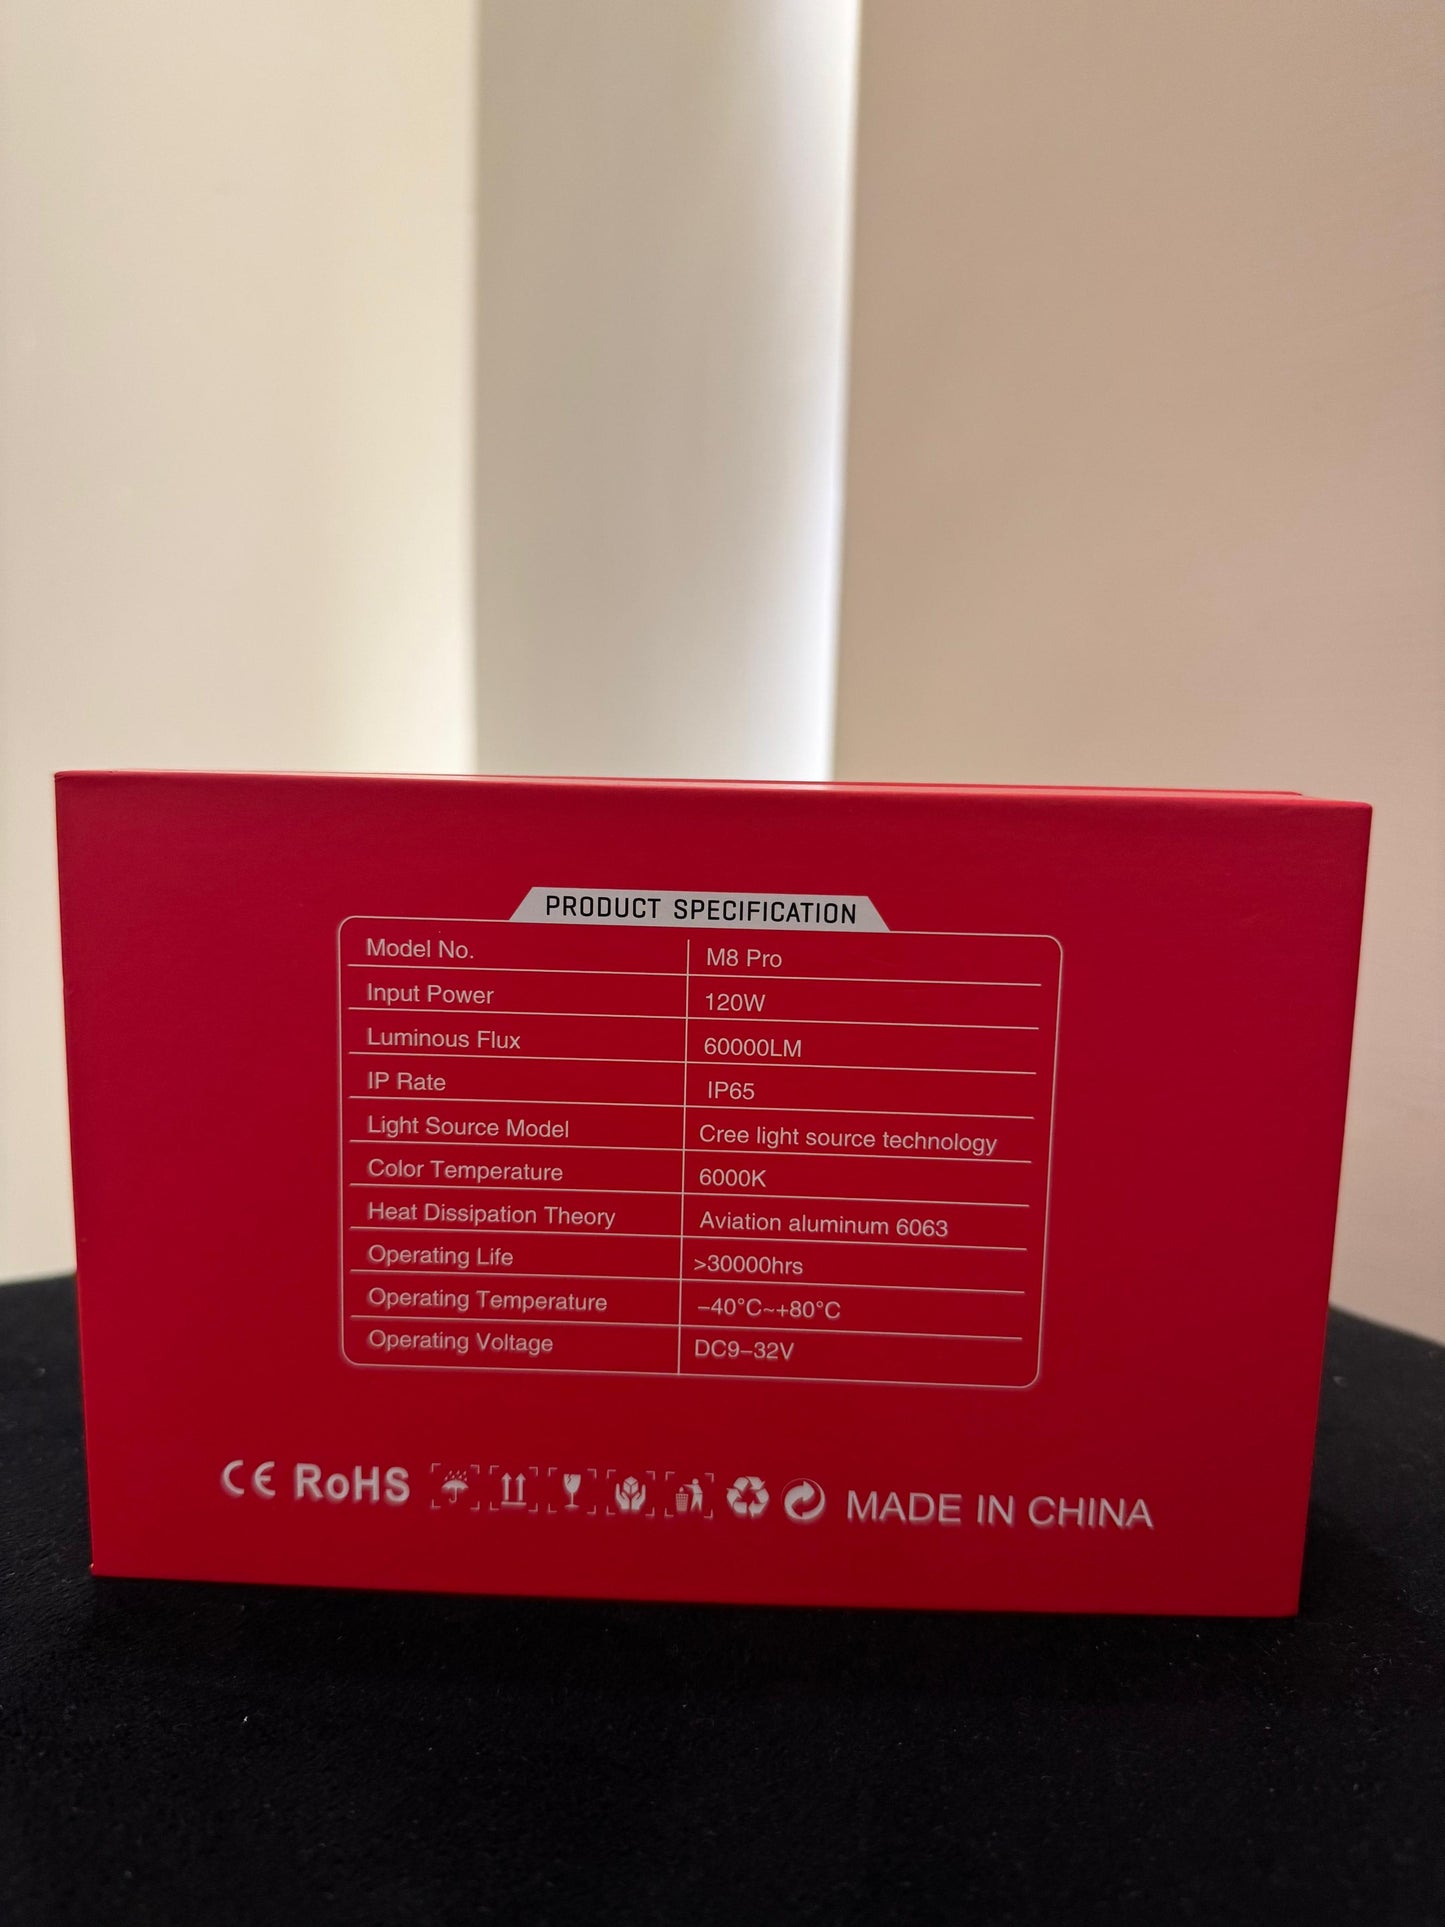 PRODUCT SPECIFICATION
Model No. M8 Pro
Input Power 120W
Luminous Flux 60000LM
IP Rate IP65
Light Source Model Cree light source technology
Color Temperature 6000K
Heat Dissipation Theory Aviation aluminum 6063
Operating Life >30000hrs
Operating Temperature –40°C~+80°C
Operating Voltage DC9–32V
CE RoHS MADE IN CHINA